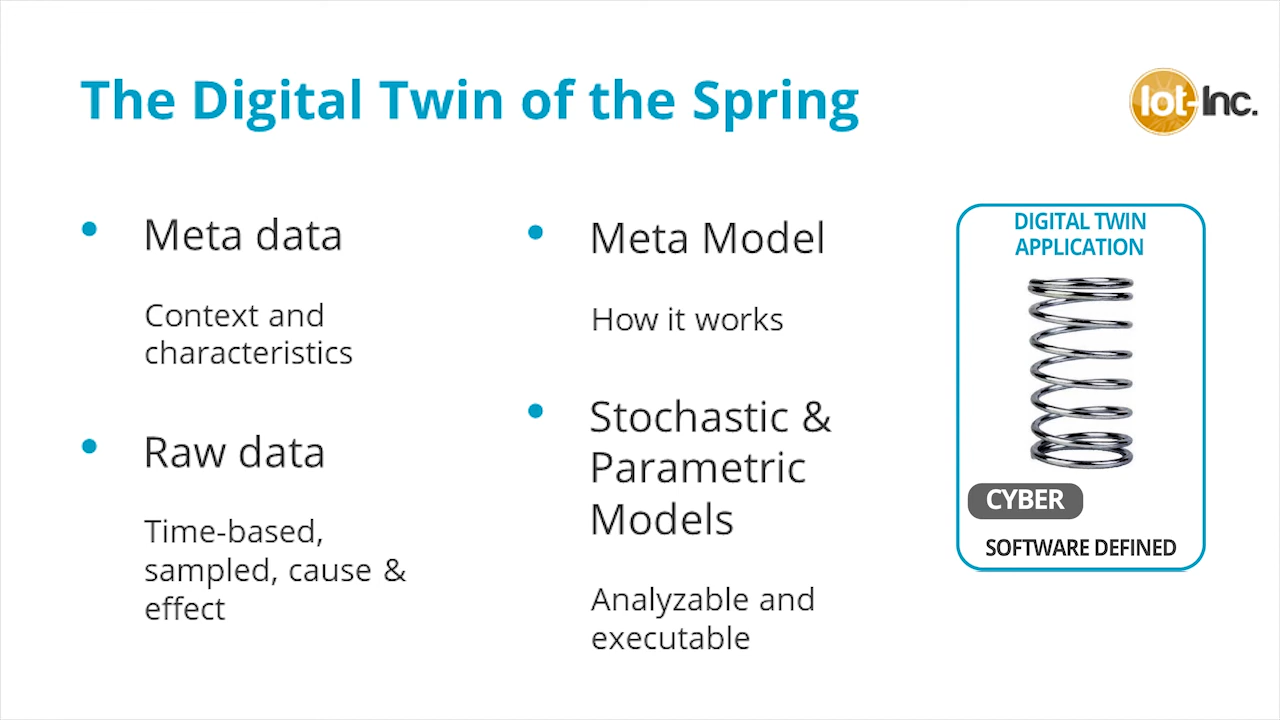 The Digital Twin of the Spring
Iot-Inc.
Meta data
Context and
characteristics
Raw data
Time-based,
sampled, cause &
effect
Meta Model
How it works
Stochastic &
Parametric
Models
Analyzable and
executable
DIGITAL TWIN
APPLICATION
CYBER
SOFTWARE DEFINED